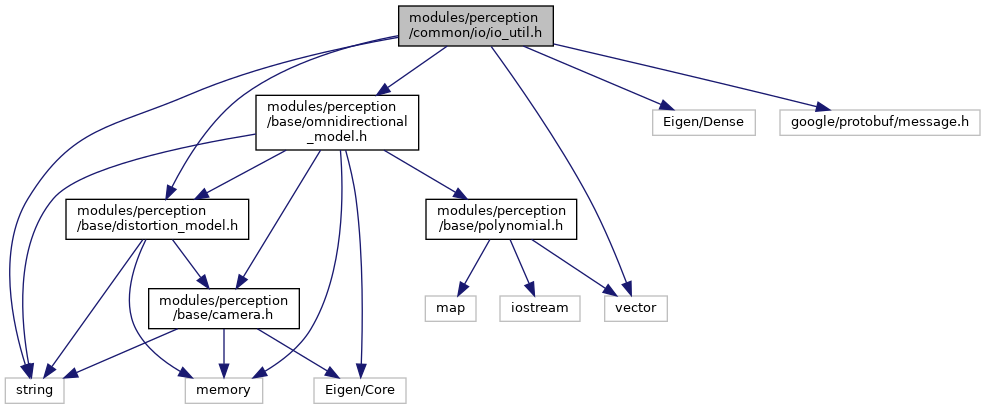 modules/perception
/common/io/io_util.h
modules/perception
/base/omnidirectional
_model.h
Eigen/Dense
google/protobuf/message.h
modules/perception
/base/distortion_model.h
modules/perception
/base/polynomial.h
modules/perception
/base/camera.h
map
iostream
vector
string
memory
Eigen/Core